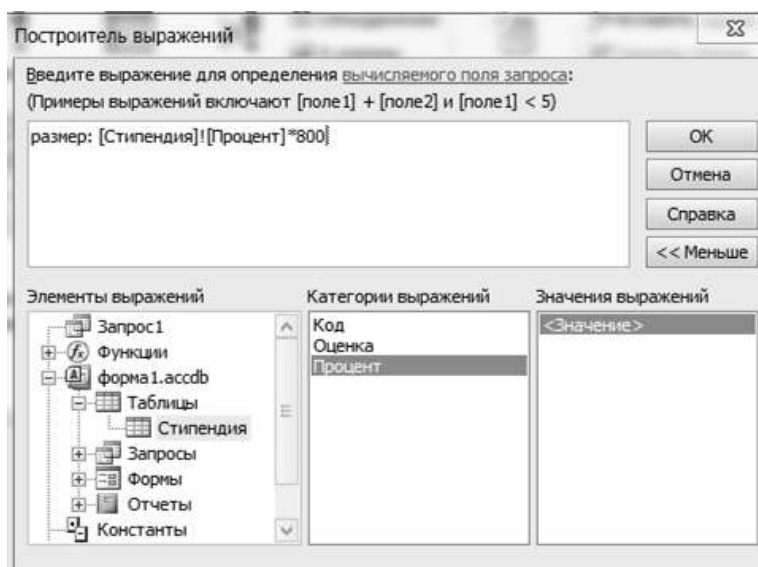 Построитель выражений
Введите выражение для определения вычисляемого поля запроса:
(Примеры выражений включают [поле1] + [поле2] и [поле1] < 5)
размер: [Стипендия]![Процент]*800
ОК
Отмена
Справка
<< Меньше
Элементы выражений
Запрос1
Функции
форма1.accdb
Таблицы
Стипендия
Запросы
Формы
Отчеты
Константы
Категории выражений
Код
Оценка
Процент
Значения выражений
<Значение>